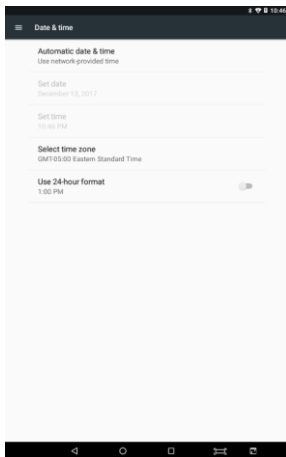 10:46
Date & time
Automatic date & time
Use network-provided time
Set date
December 13, 2017
Set time
10:46 PM
Select time zone
GMT-05:00 Eastern Standard Time
Use 24-hour format
1:00 PM